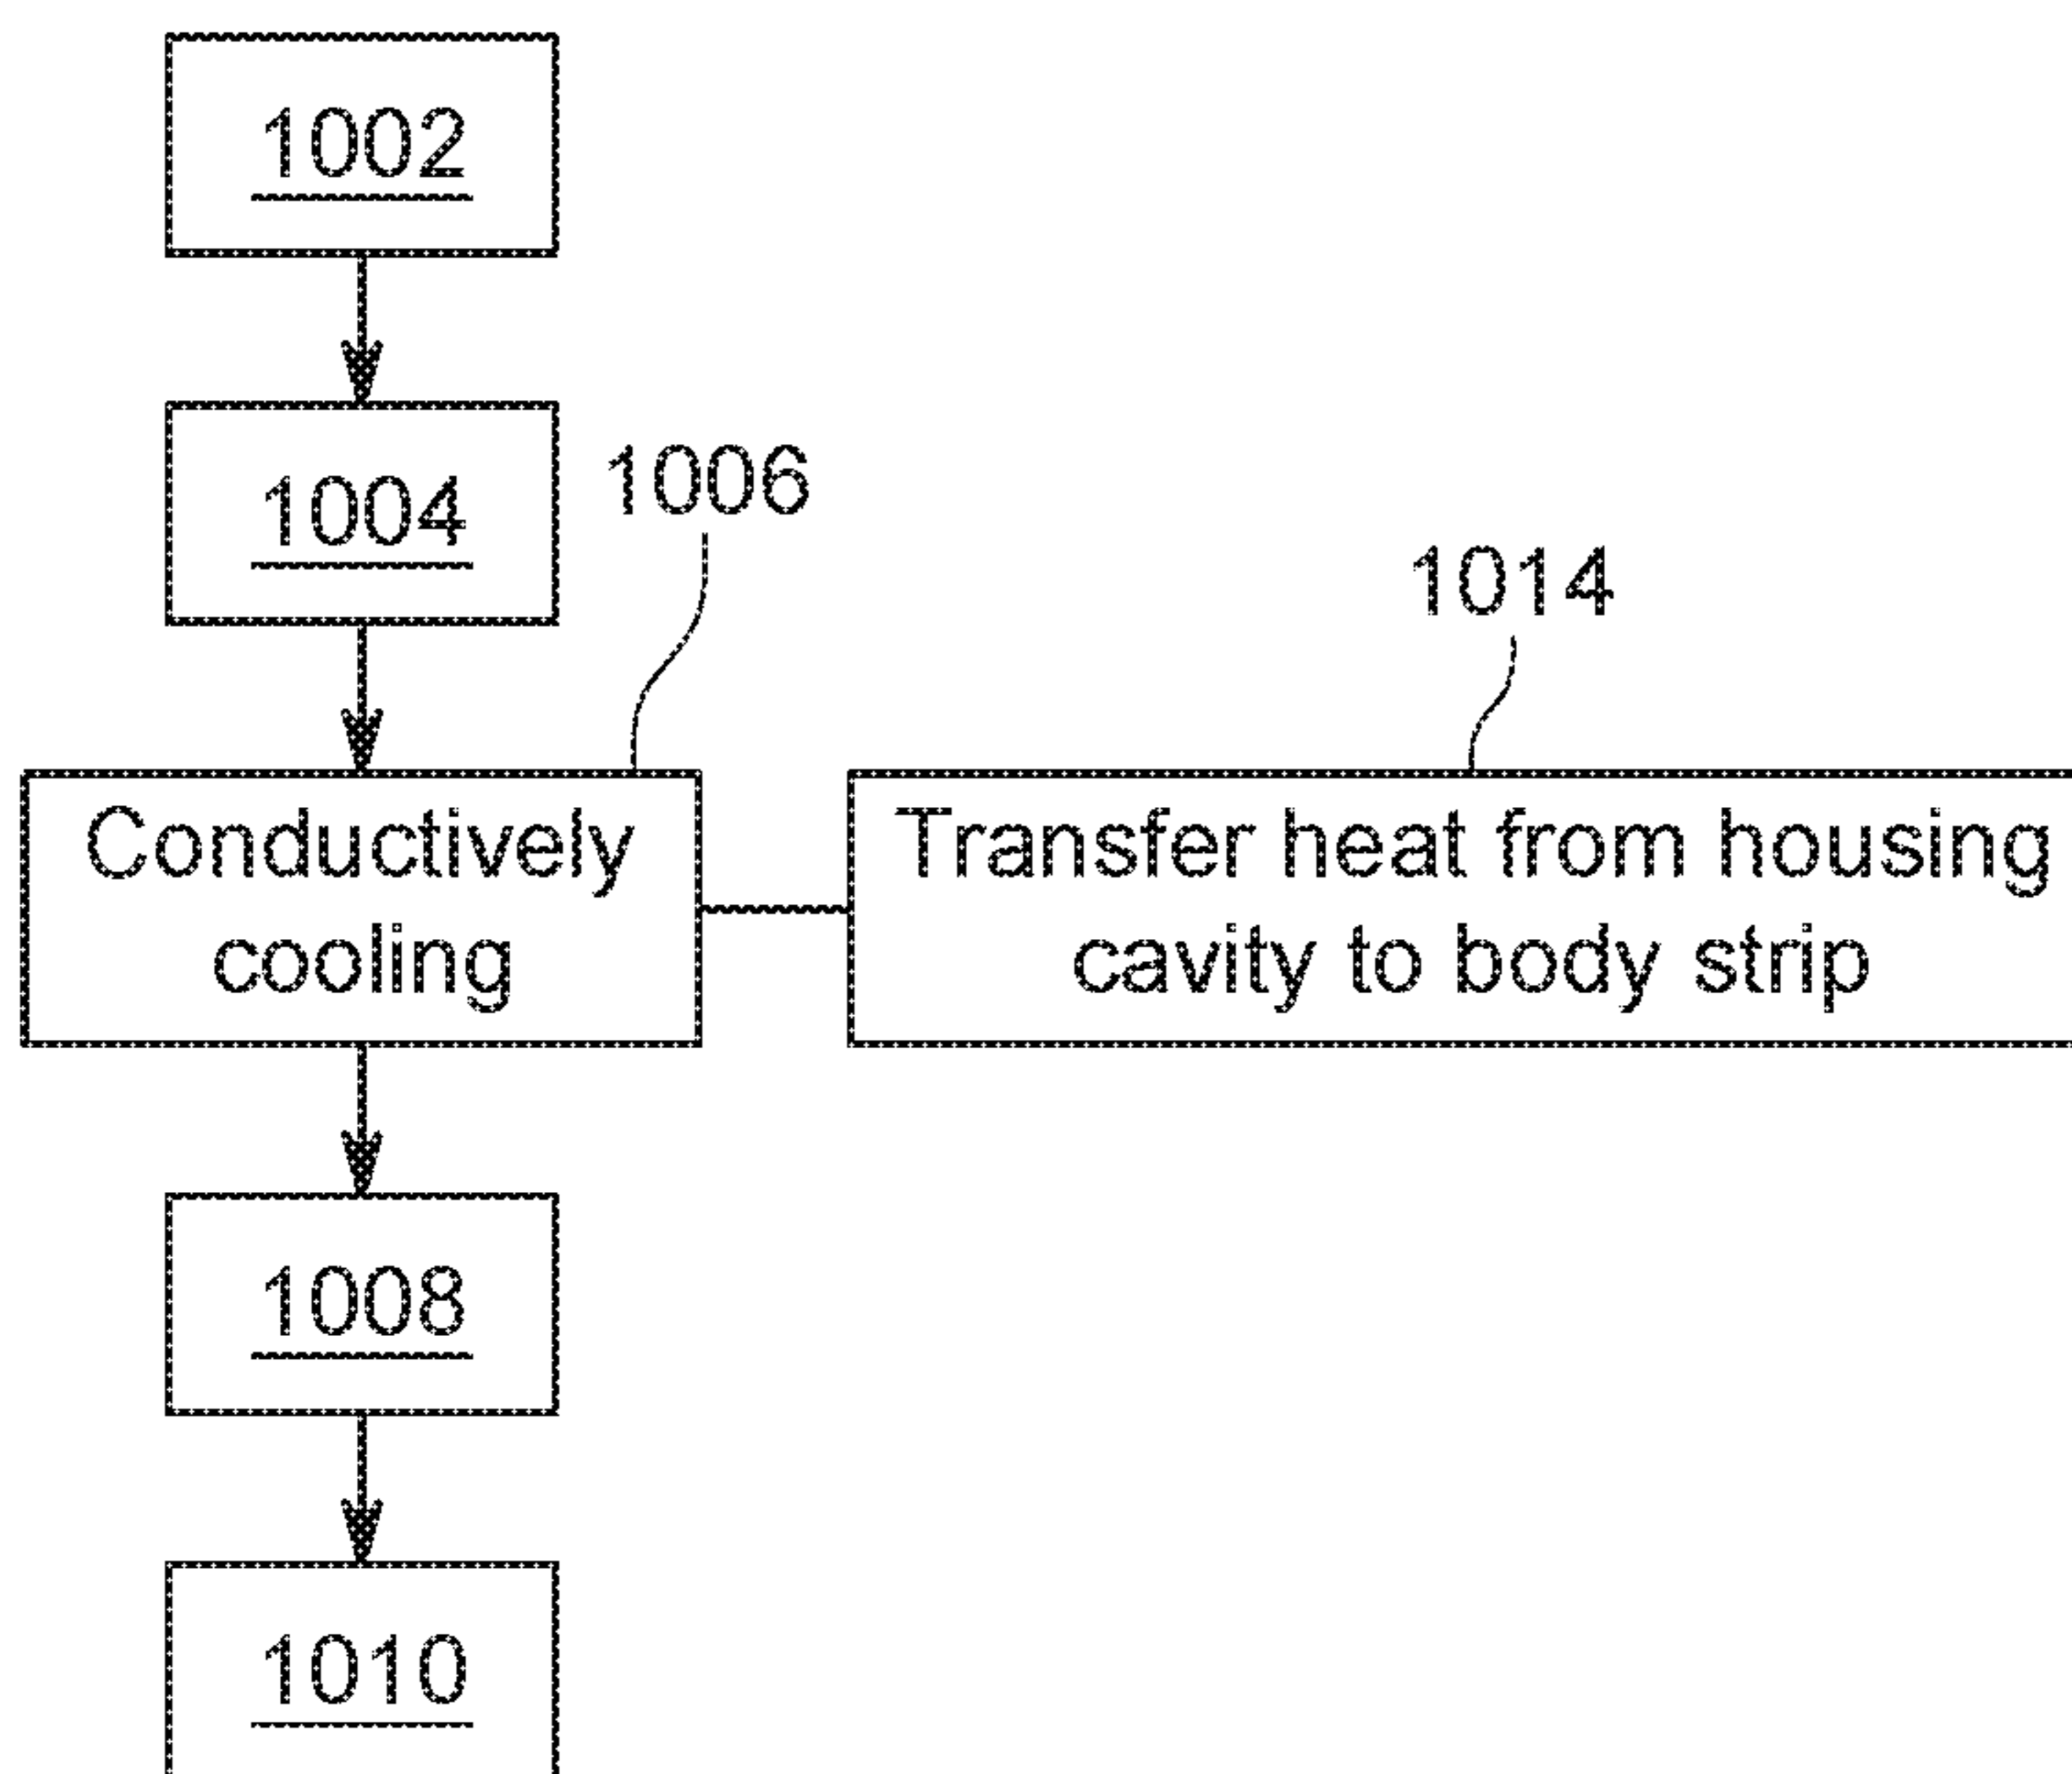 1002
1004
1006
1014
Conductively
cooling
Transfer heat from housing
cavity to body strip
1008
1010